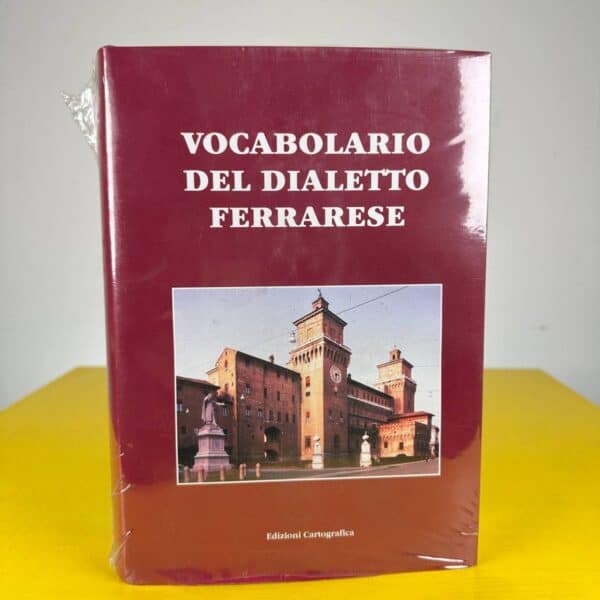 VOCABOLARIO
DEL DIALETTO
FERRARESE
Edizioni Cartografica